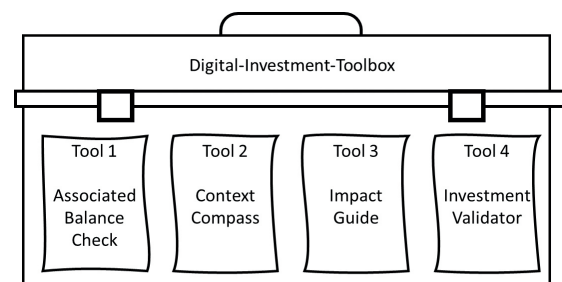 Digital-Investment-Toolbox
Tool 1
Associated
Balance
Check
Tool 2
Context
Compass
Tool 3
Impact
Guide
Tool 4
Investment
Validator